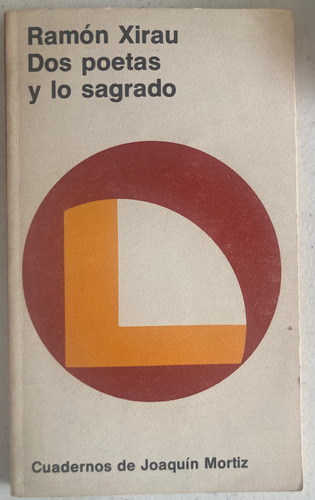 Ramón Xirau
Dos poetas
y lo sagrado
Cuadernos de Joaquín Mortiz